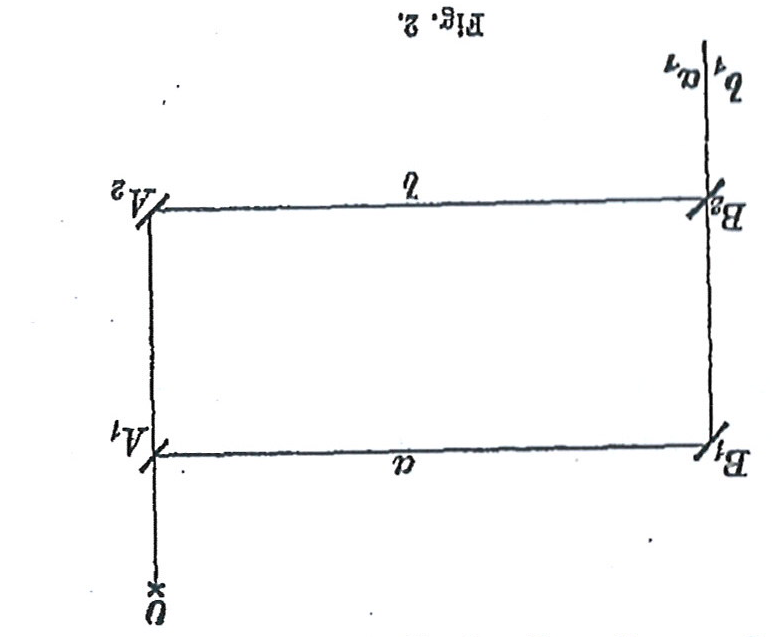 B₁ a A₁
B₂ b A₂
b₁ a₁
Fig. 2.